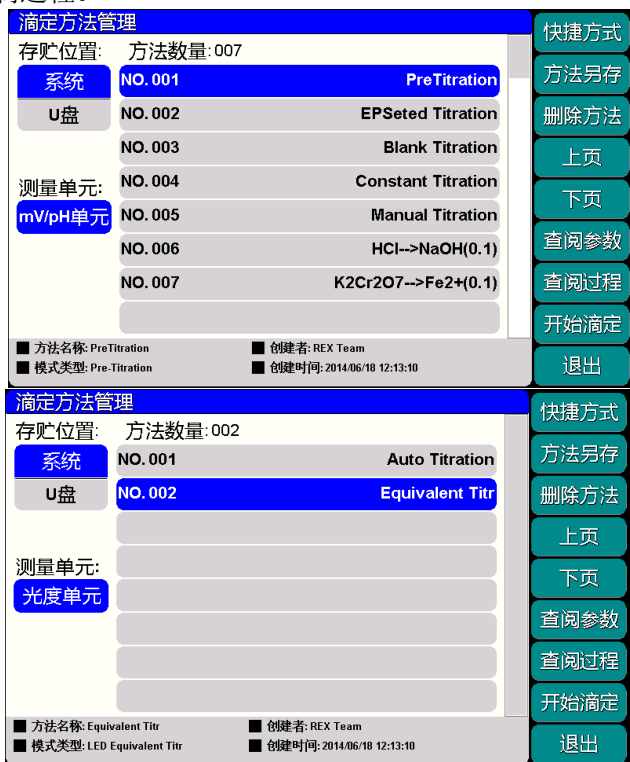 滴定方法管理
存贮位置: 方法数量:007
系统
U盘
测量单元:
mV/pH单元
NO.001 PreTitration
NO.002 EPSeted Titration
NO.003 Blank Titration
NO.004 Constant Titration
NO.005 Manual Titration
NO.006 HCl-->NaOH(0.1)
NO.007 K2Cr2O7-->Fe2+(0.1)
方法名称: PreTitration 创建者: REX Team
模式类型: Pre-Titration 创建时间: 2014/06/18 12:13:10
快捷方式
方法另存
删除方法
上页
下页
查阅参数
查阅过程
开始滴定
退出
滴定方法管理
存贮位置: 方法数量:002
系统
U盘
测量单元:
光度单元
NO.001 Auto Titration
NO.002 Equivalent Titr
方法名称: Equivalent Titr 创建者: REX Team
模式类型: LED Equivalent Titr 创建时间: 2014/06/18 12:13:10
快捷方式
方法另存
删除方法
上页
下页
查阅参数
查阅过程
开始滴定
退出